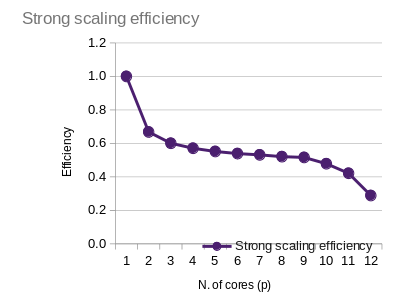 Strong scaling efficiency
1.2
1.0
0.8
0.6
0.4
0.2
0.0
Efficiency
Strong scaling efficiency
1 2 3 4 5 6 7 8 9 10 11 12
N. of cores (p)